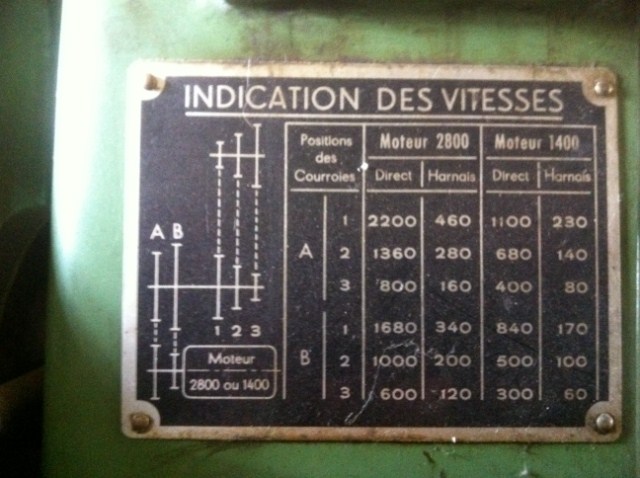 INDICATION DES VITESSES
Positions des Courroies
Moteur 2800 Moteur 1400
Direct Harnais Direct Harnais
A
1 2200 460 1100 230
2 1360 280 680 140
3 800 160 400 80
B
1 1680 340 840 170
2 1000 200 500 100
3 600 120 300 60
A B
1 2 3
Moteur
2800 ou 1400